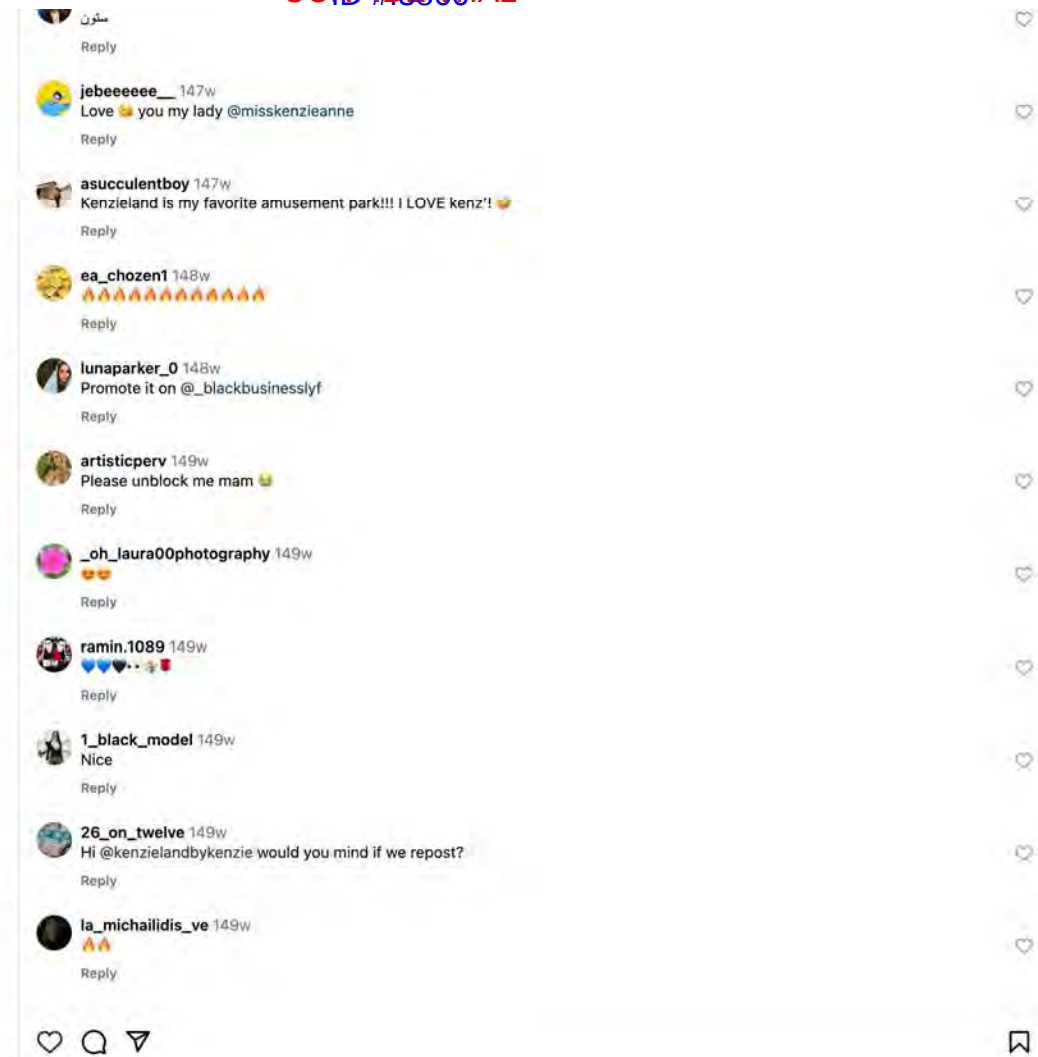 ستون
Reply
jebeeeeee__ 147w
Love 😘 you my lady @misskenzieanne
Reply
asucculentboy 147w
Kenzieland is my favorite amusement park!!! I LOVE kenz'! 🤣
Reply
ea_chozen1 148w
🔥🔥🔥🔥🔥🔥🔥🔥🔥🔥🔥🔥
Reply
lunaparker_0 148w
Promote it on @_blackbusinesslyf
Reply
artisticperv 149w
Please unblock me mam 😭
Reply
_oh_laura00photography 149w
😍😍
Reply
ramin.1089 149w
Reply
1_black_model 149w
Nice
Reply
26_on_twelve 149w
Hi @kenzielandbykenzie would you mind if we repost?
Reply
la_michailidis_ve 149w
🔥🔥
Reply